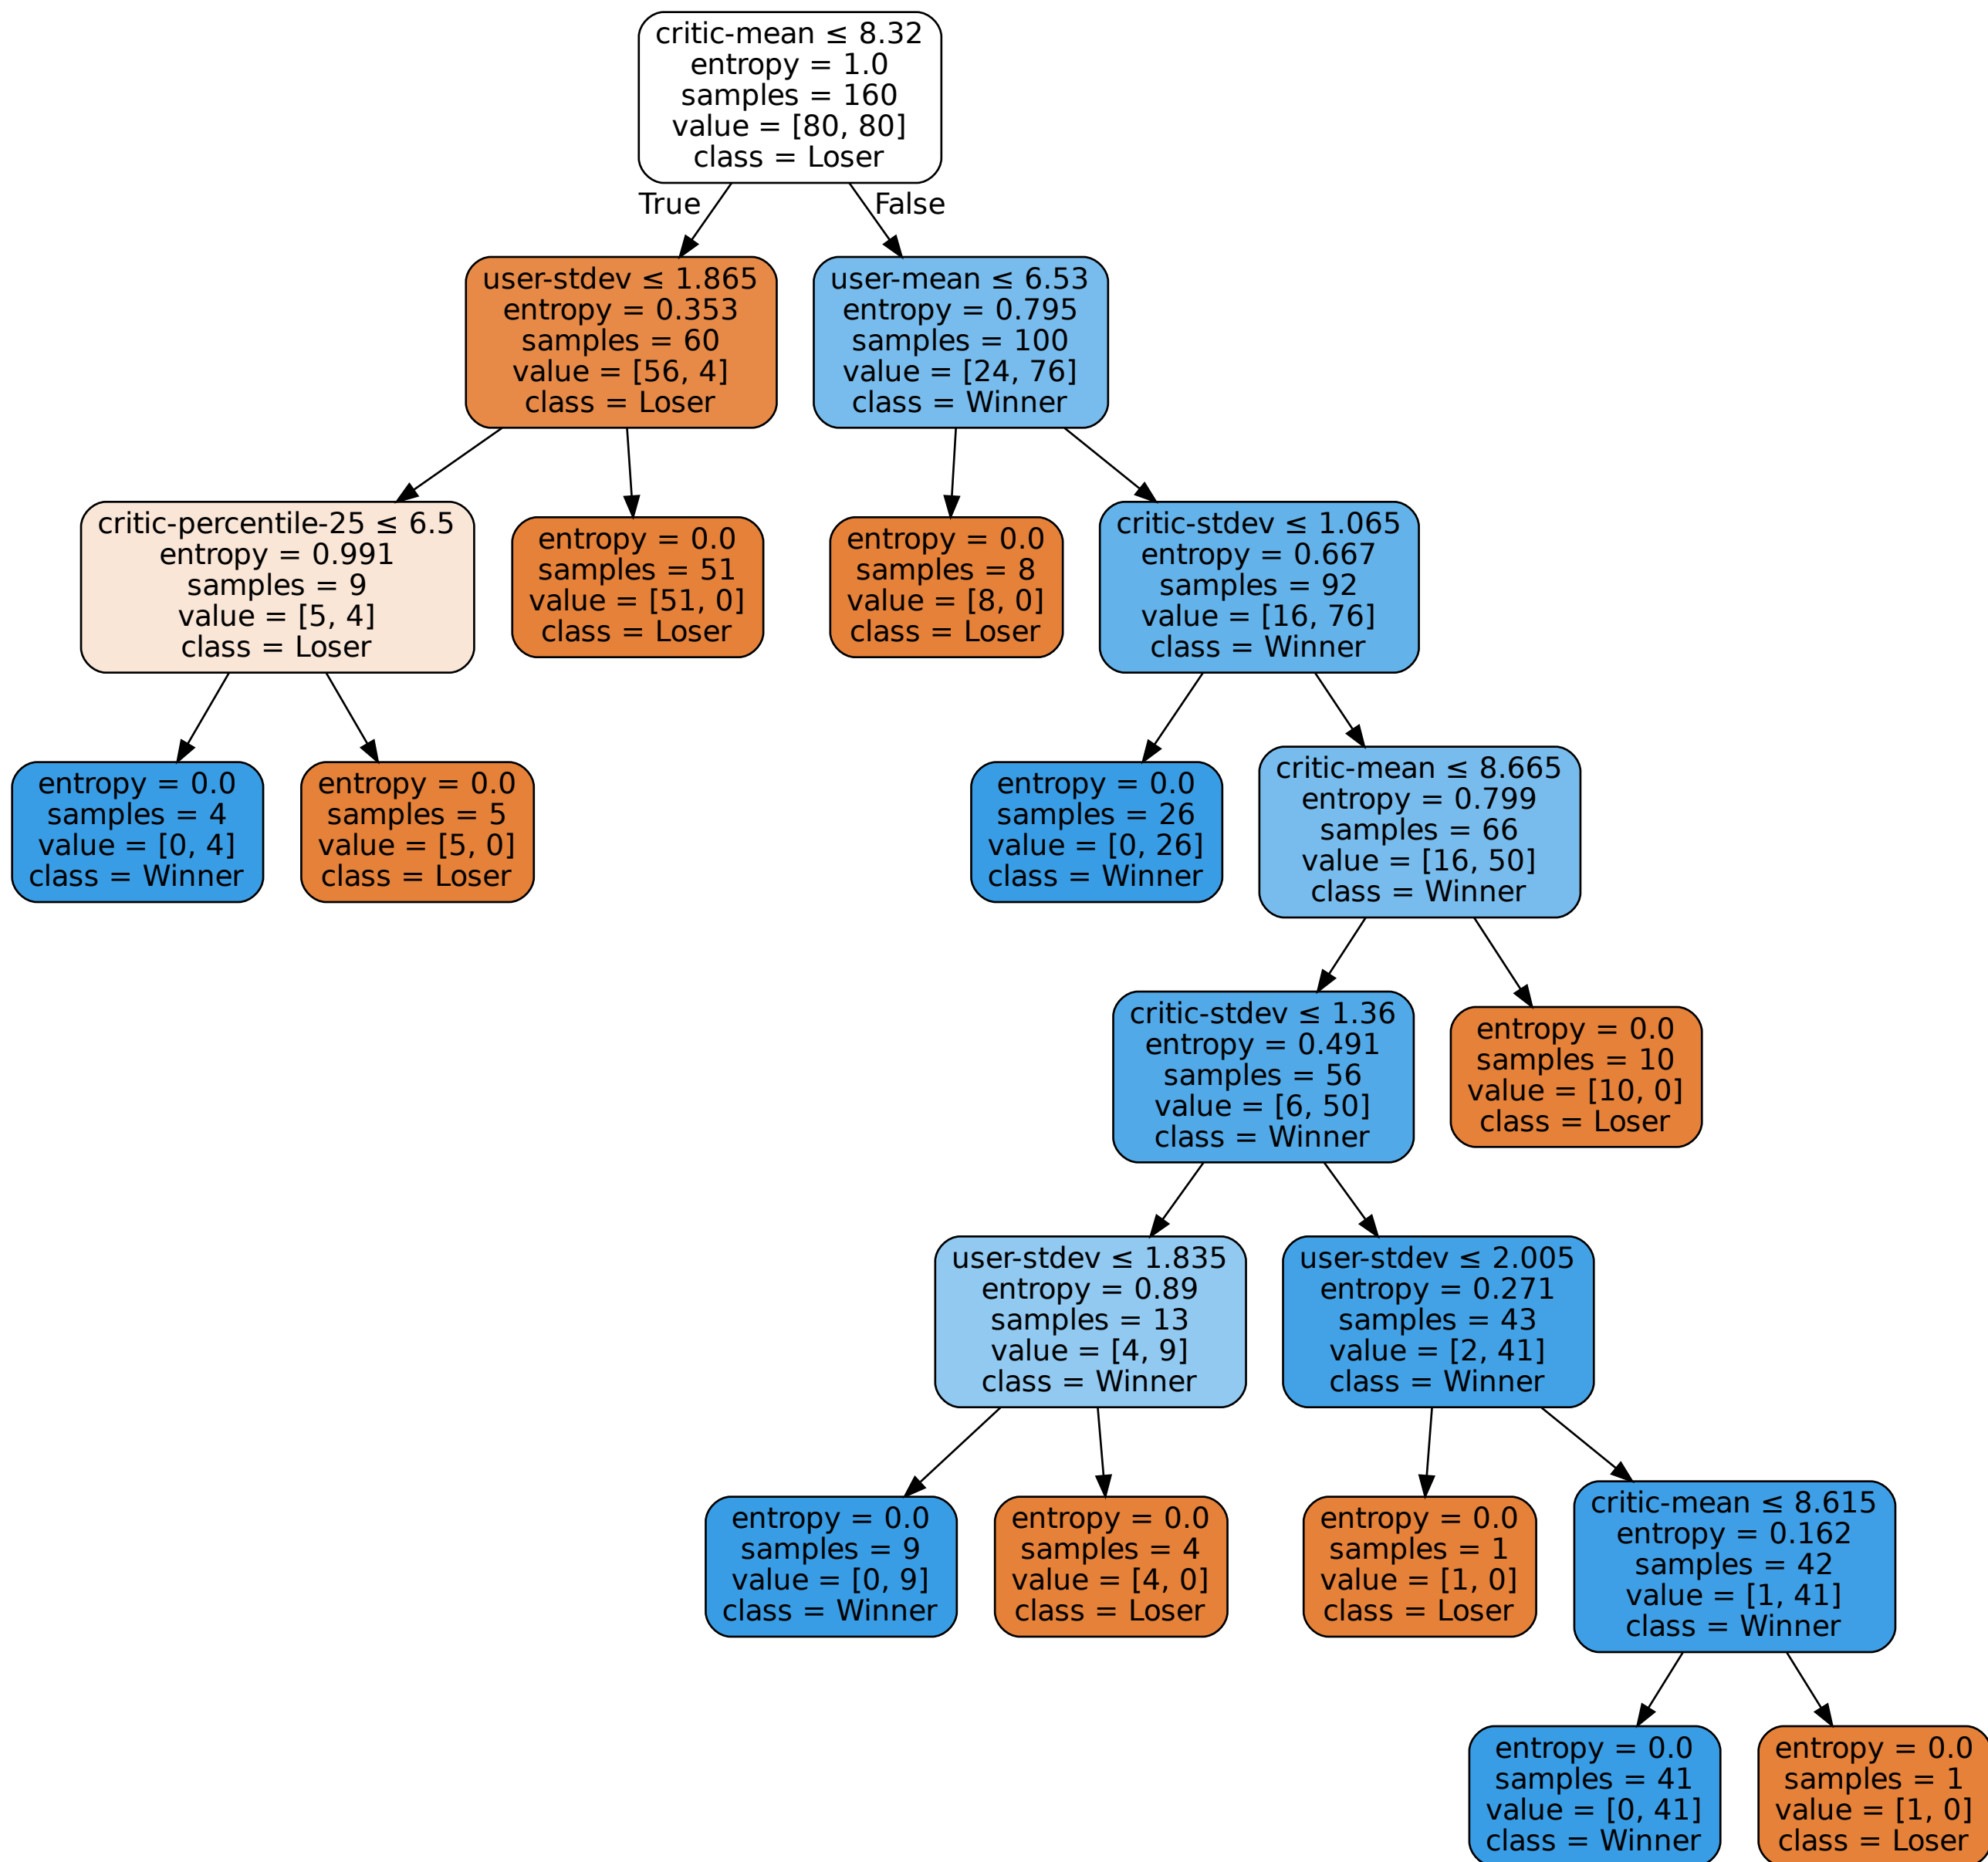 critic-mean ≤ 8.32
entropy = 1.0
samples = 160
value = [80, 80]
class = Loser
True
False
user-stdev ≤ 1.865
entropy = 0.353
samples = 60
value = [56, 4]
class = Loser
user-mean ≤ 6.53
entropy = 0.795
samples = 100
value = [24, 76]
class = Winner
critic-percentile-25 ≤ 6.5
entropy = 0.991
samples = 9
value = [5, 4]
class = Loser
entropy = 0.0
samples = 51
value = [51, 0]
class = Loser
entropy = 0.0
samples = 8
value = [8, 0]
class = Loser
critic-stdev ≤ 1.065
entropy = 0.667
samples = 92
value = [16, 76]
class = Winner
entropy = 0.0
samples = 4
value = [0, 4]
class = Winner
entropy = 0.0
samples = 5
value = [5, 0]
class = Loser
entropy = 0.0
samples = 26
value = [0, 26]
class = Winner
critic-mean ≤ 8.665
entropy = 0.799
samples = 66
value = [16, 50]
class = Winner
critic-stdev ≤ 1.36
entropy = 0.491
samples = 56
value = [6, 50]
class = Winner
entropy = 0.0
samples = 10
value = [10, 0]
class = Loser
user-stdev ≤ 1.835
entropy = 0.89
samples = 13
value = [4, 9]
class = Winner
user-stdev ≤ 2.005
entropy = 0.271
samples = 43
value = [2, 41]
class = Winner
entropy = 0.0
samples = 9
value = [0, 9]
class = Winner
entropy = 0.0
samples = 4
value = [4, 0]
class = Loser
entropy = 0.0
samples = 1
value = [1, 0]
class = Loser
critic-mean ≤ 8.615
entropy = 0.162
samples = 42
value = [1, 41]
class = Winner
entropy = 0.0
samples = 41
value = [0, 41]
class = Winner
entropy = 0.0
samples = 1
value = [1, 0]
class = Loser